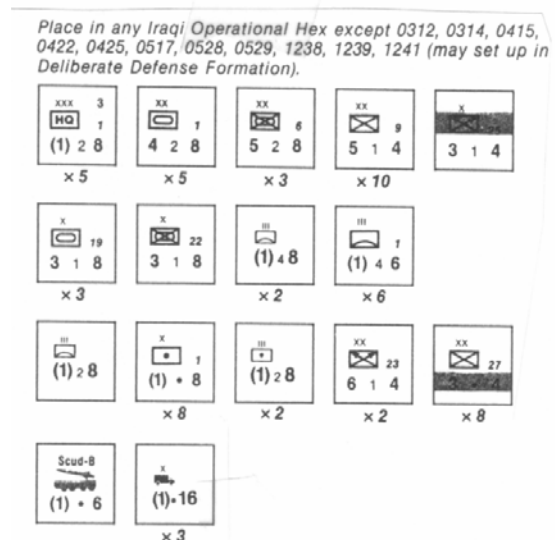 Place in any Iraqi Operational Hex except 0312, 0314, 0415,
0422, 0425, 0517, 0528, 0529, 1238, 1239, 1241 (may set up in
Deliberate Defense Formation).
xxx 3
HQ 1
(1) 2 8
× 5
xx
1
4 2 8
× 5
xx
6
5 2 8
× 3
xx
9
5 1 4
× 10
x
3 1 4
x
19
3 1 8
× 3
x
22
3 1 8
III
(1) 4 8
× 2
III
1
(1) 4 6
× 6
III
(1) 2 8
x
1
(1) • 8
× 8
III
(1) 2 8
× 2
xx
23
6 1 4
× 2
xx
27
× 8
Scud-B
(1) • 6
x
(1)•16
× 3